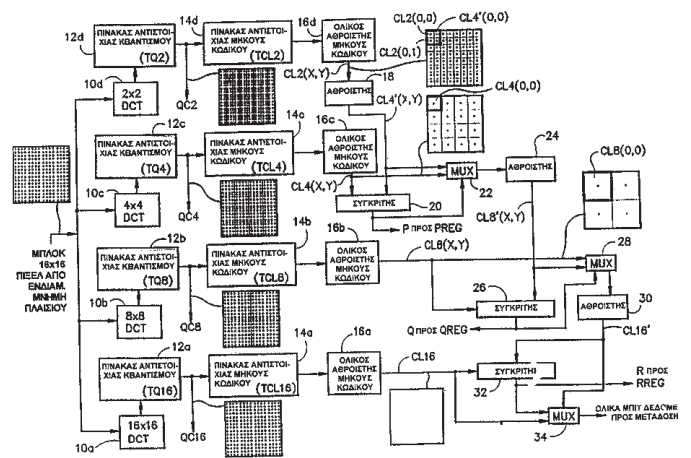 12d
ΠΙΝΑΚΑΣ ΑΝΤΙΣΤΟΙ-
ΧΙΑΣ ΚΒΑΝΤΙΣΜΟΥ
(TQ2)
14d
ΠΙΝΑΚΑΣ ΑΝΤΙΣΤΟΙ-
ΧΙΑΣ ΜΗΚΟΥΣ
ΚΩΔΙΚΟΥ
(TCL2)
16d
ΟΛΙΚΟΣ
ΑΘΡΟΙΣΤΗΣ
ΜΗΚΟΥΣ
ΚΩΔΙΚΟΥ
CL2(0,0)
CL4'(0,0)
CL2(0,1)
CL2(X,Y)
18
ΑΘΡΟΙΣΤΗΣ
CL4'(X,Y)
CL4(0,0)
10d
2x2
DCT
QC2
12c
ΠΙΝΑΚΑΣ ΑΝΤΙΣΤΟΙ-
ΧΙΑΣ ΚΒΑΝΤΙΣΜΟΥ
(TQ4)
14c
ΠΙΝΑΚΑΣ ΑΝΤΙΣΤΟΙ-
ΧΙΑΣ ΜΗΚΟΥΣ
ΚΩΔΙΚΟΥ
(TCL4)
16c
ΟΛΙΚΟΣ
ΑΘΡΟΙΣΤΗΣ
ΜΗΚΟΥΣ
ΚΩΔΙΚΟΥ
CL4(X,Y)
MUX
22
24
ΑΘΡΟΙΣΤΗΣ
CL8(0,0)
10c
4x4
DCT
QC4
ΣΥΓΚΡΙΤΗΣ
20
P ΠΡΟΣ PREG
CL8'(X,Y)
ΜΠΛΟΚ
16x16
ΠΙΞΕΛ ΑΠΟ
ΕΝΔΙΑΜ.
ΜΝΗΜΗ
ΠΛΑΙΣΙΟΥ
12b
ΠΙΝΑΚΑΣ ΑΝΤΙΣΤΟΙ-
ΧΙΑΣ ΚΒΑΝΤΙΣΜΟΥ
(TQ8)
14b
ΠΙΝΑΚΑΣ ΑΝΤΙΣΤΟΙ-
ΧΙΑΣ ΜΗΚΟΥΣ
ΚΩΔΙΚΟΥ
(TCL8)
16b
ΟΛΙΚΟΣ
ΑΘΡΟΙΣΤΗΣ
ΜΗΚΟΥΣ
ΚΩΔΙΚΟΥ
CL8(X,Y)
28
MUX
10b
8x8
DCT
QC8
26
ΣΥΓΚΡΙΤΗΣ
ΑΘΡΟΙΣΤΗΣ
30
Q ΠΡΟΣ QREG
CL16'
12a
ΠΙΝΑΚΑΣ ΑΝΤΙΣΤΟΙ-
ΧΙΑΣ ΚΒΑΝΤΙΣΜΟΥ
(TQ16)
14a
ΠΙΝΑΚΑΣ ΑΝΤΙΣΤΟΙ-
ΧΙΑΣ ΜΗΚΟΥΣ
ΚΩΔΙΚΟΥ
(TCL16)
16a
ΟΛΙΚΟΣ
ΑΘΡΟΙΣΤΗΣ
ΜΗΚΟΥΣ
ΚΩΔΙΚΟΥ
CL16
ΣΥΓΚΡΙΤΗΣ
32
R ΠΡΟΣ
RREG
10a
16x16
DCT
QC16
MUX
34
ΟΛΙΚΑ ΜΠΙΤ ΔΕΔΟΜΕ
ΠΡΟΣ ΜΕΤΑΔΟΣΗ